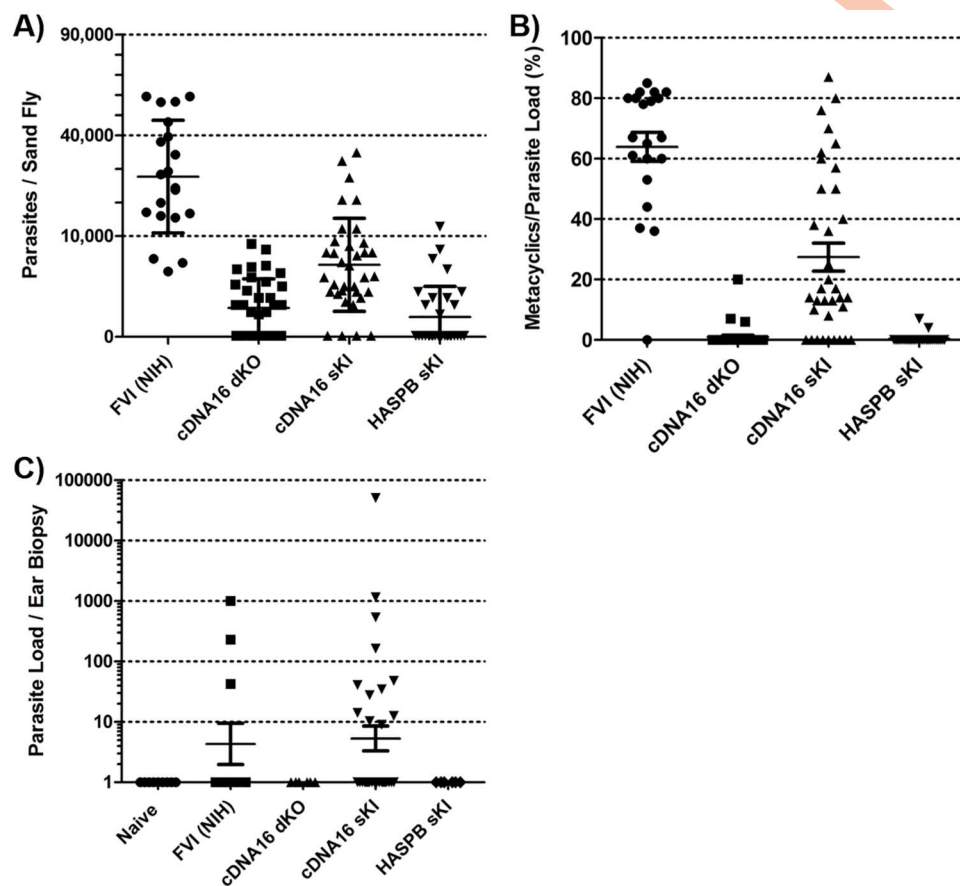 A)
Parasites / Sand Fly
90,000
40,000
10,000
0
FVI (NIH)
cDNA16 dKO
cDNA16 sKI
HASPB sKI
B)
Metacyclics/Parasite Load (%)
100
80
60
40
20
0
FVI (NIH)
cDNA16 dKO
cDNA16 sKI
HASPB sKI
C)
Parasite Load / Ear Biopsy
100000
10000
1000
100
10
1
Naive
FVI (NIH)
cDNA16 dKO
cDNA16 sKI
HASPB sKI